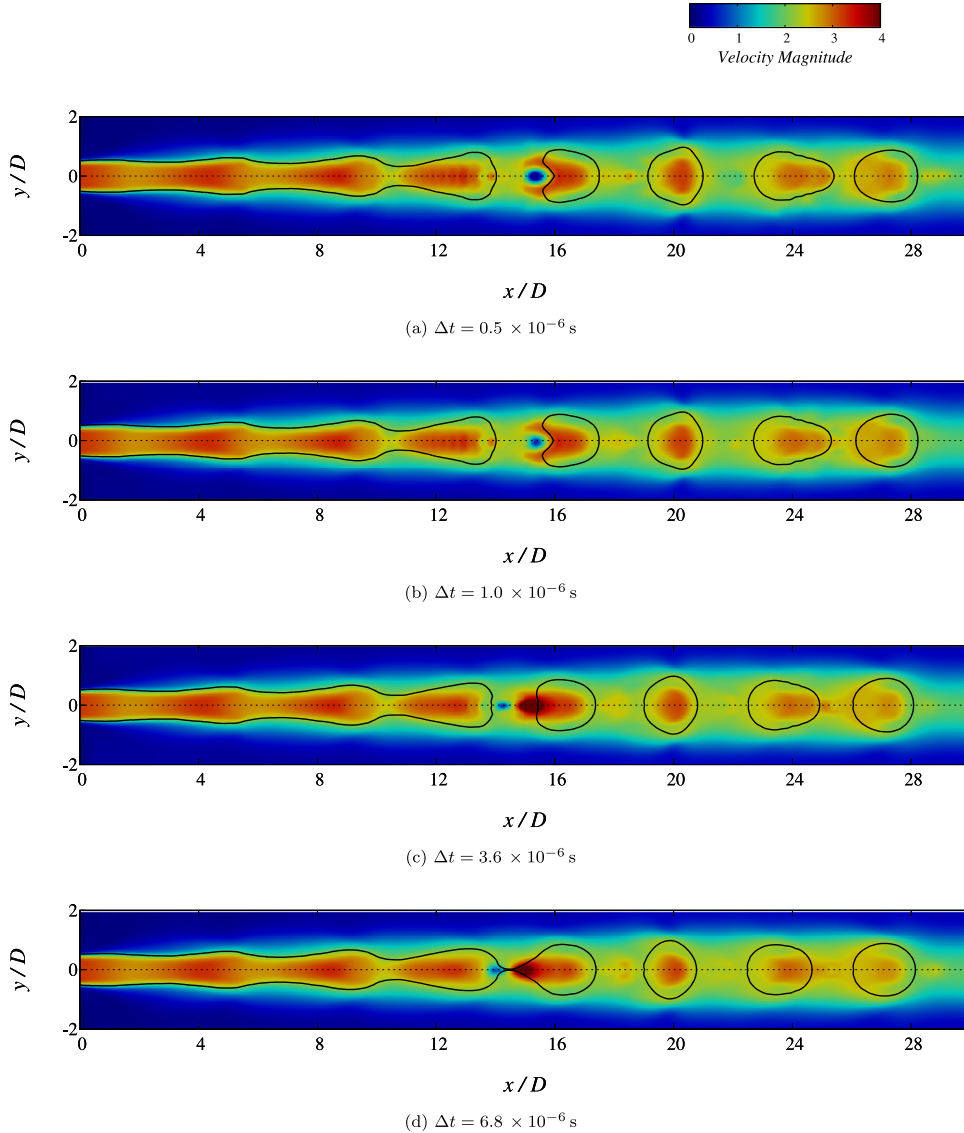 0 1 2 3 4
Velocity Magnitude
2
0
-2
y / D
0 4 8 12 16 20 24 28
x / D
(a) Δt = 0.5 × 10⁻⁶ s
2
0
-2
y / D
0 4 8 12 16 20 24 28
x / D
(b) Δt = 1.0 × 10⁻⁶ s
2
0
-2
y / D
0 4 8 12 16 20 24 28
x / D
(c) Δt = 3.6 × 10⁻⁶ s
2
0
-2
y / D
0 4 8 12 16 20 24 28
x / D
(d) Δt = 6.8 × 10⁻⁶ s